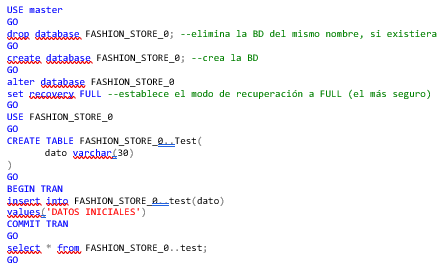 USE master
GO
drop database FASHION_STORE_0; --elimina la BD del mismo nombre, si existiera
GO
create database FASHION_STORE_0; --crea la BD
GO
alter database FASHION_STORE_0
set recovery FULL --establece el modo de recuperación a FULL (el más seguro)
GO
USE FASHION_STORE_0
GO
CREATE TABLE FASHION_STORE_0..Test(
dato varchar(30)
)
GO
BEGIN TRAN
insert into FASHION_STORE_0..test(dato)
values('DATOS INICIALES')
COMMIT TRAN
GO
select * from FASHION_STORE_0..test;
GO